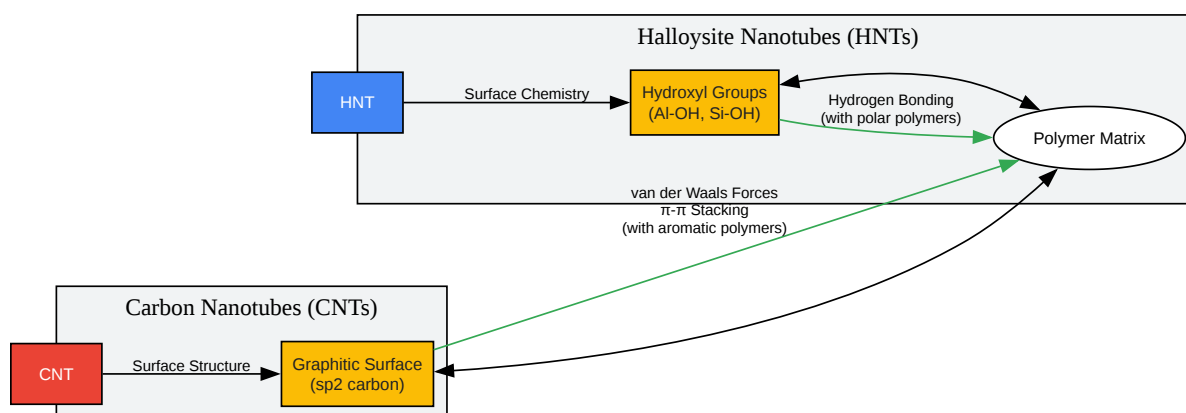 Halloysite Nanotubes (HNTs)
HNT
Surface Chemistry
Hydroxyl Groups
(Al-OH, Si-OH)
Hydrogen Bonding
(with polar polymers)
Polymer Matrix
van der Waals Forces
π-π Stacking
(with aromatic polymers)
Carbon Nanotubes (CNTs)
CNT
Surface Structure
Graphitic Surface
(sp2 carbon)